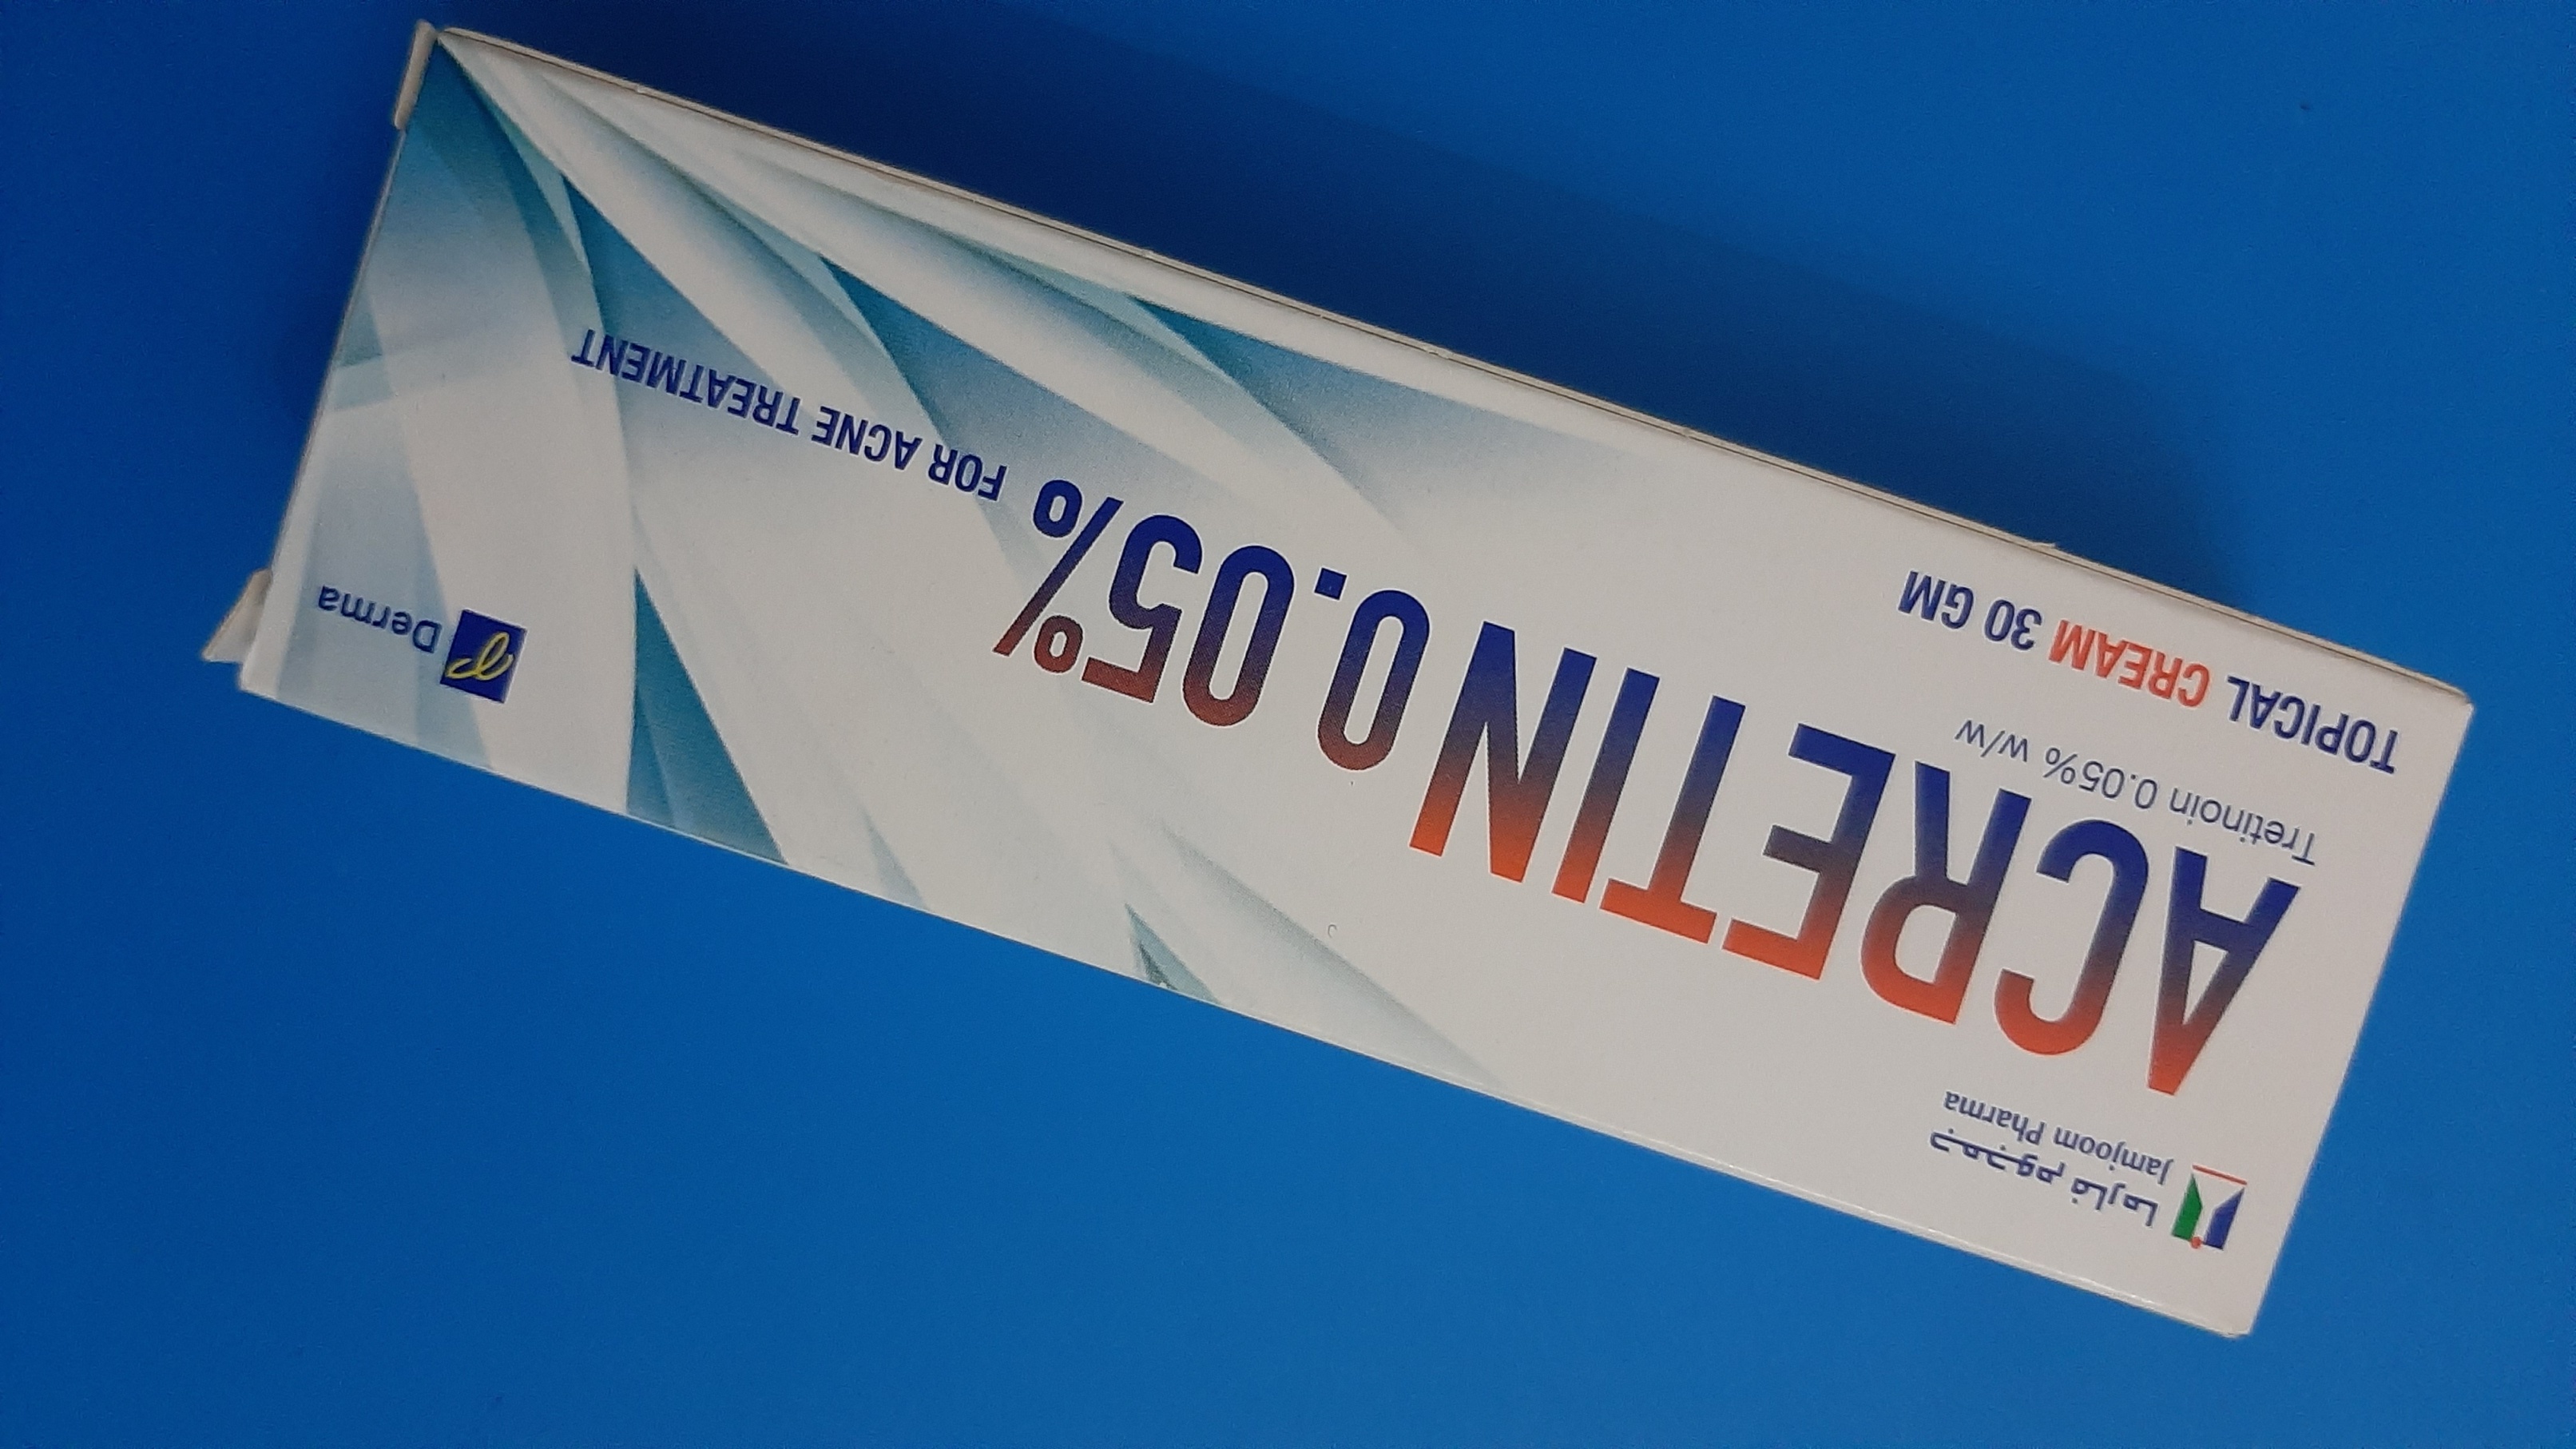 جمجوم فارما
Jamjoom Pharma
ACRETIN 0.05% FOR ACNE TREATMENT
Tretinoin 0.05% w/w
TOPICAL CREAM 30 GM
Derma